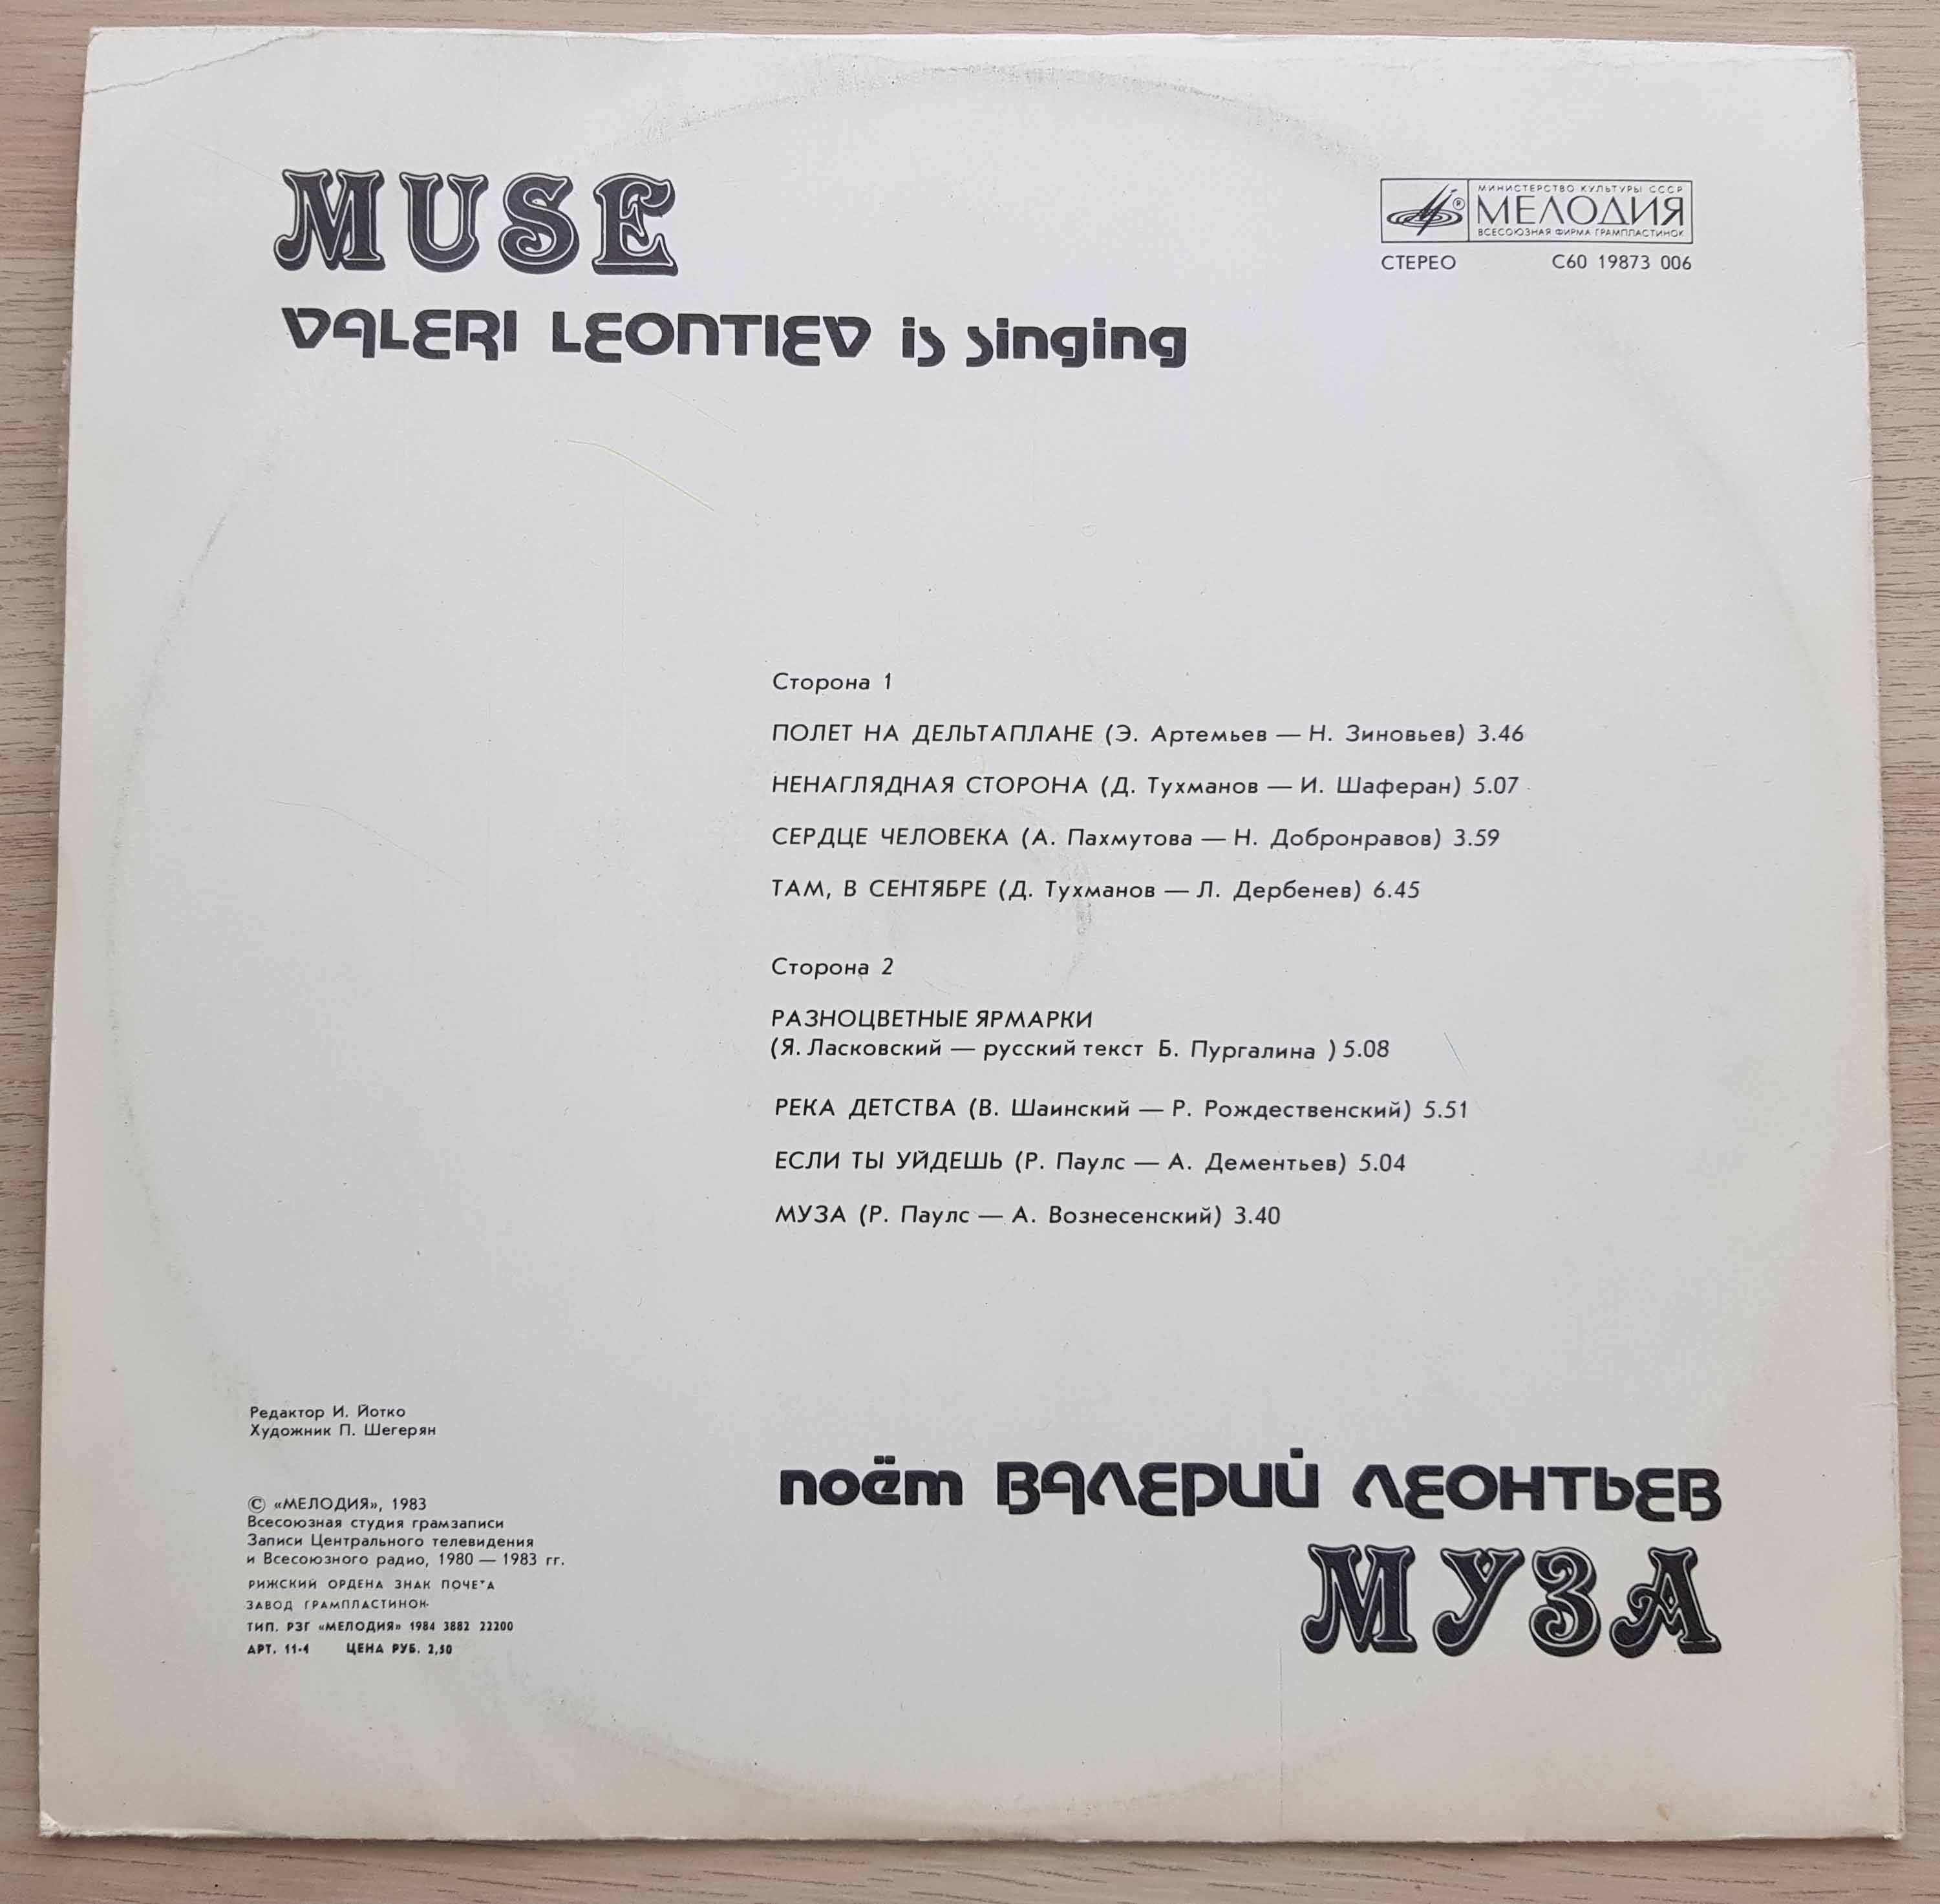 MUSE
VALERI LEONTIEV is singing
МИНИСТЕРСТВО КУЛЬТУРЫ СССР
МЕЛОДИЯ
ВСЕСОЮЗНАЯ ФИРМА ГРАМПЛАСТИНОК
СТЕРЕО С60 19873 006
Сторона 1
ПОЛЕТ НА ДЕЛЬТАПЛАНЕ (Э. Артемьев — Н. Зиновьев) 3.46
НЕНАГЛЯДНАЯ СТОРОНА (Д. Тухманов — И. Шаферан) 5.07
СЕРДЦЕ ЧЕЛОВЕКА (А. Пахмутова — Н. Добронравов) 3.59
ТАМ, В СЕНТЯБРЕ (Д. Тухманов — Л. Дербенев) 6.45
Сторона 2
РАЗНОЦВЕТНЫЕ ЯРМАРКИ
(Я. Ласковский — русский текст Б. Пургалина ) 5.08
РЕКА ДЕТСТВА (В. Шаинский — Р. Рождественский) 5.51
ЕСЛИ ТЫ УЙДЕШЬ (Р. Паулс — А. Дементьев) 5.04
МУЗА (Р. Паулс — А. Вознесенский) 3.40
Редактор И. Йотко
Художник П. Шегерян
© «МЕЛОДИЯ», 1983
Всесоюзная студия грамзаписи
Записи Центрального телевидения
и Всесоюзного радио, 1980 — 1983 гг.
РИЖСКИЙ ОРДЕНА ЗНАК ПОЧЕТА
ЗАВОД ГРАМПЛАСТИНОК
ТИП. РЗГ «МЕЛОДИЯ» 1984 3882 22200
АРТ. 11-4 ЦЕНА РУБ. 2,50
поёт ВАЛЕРИЙ ЛЕОНТЬЕВ
МУЗА